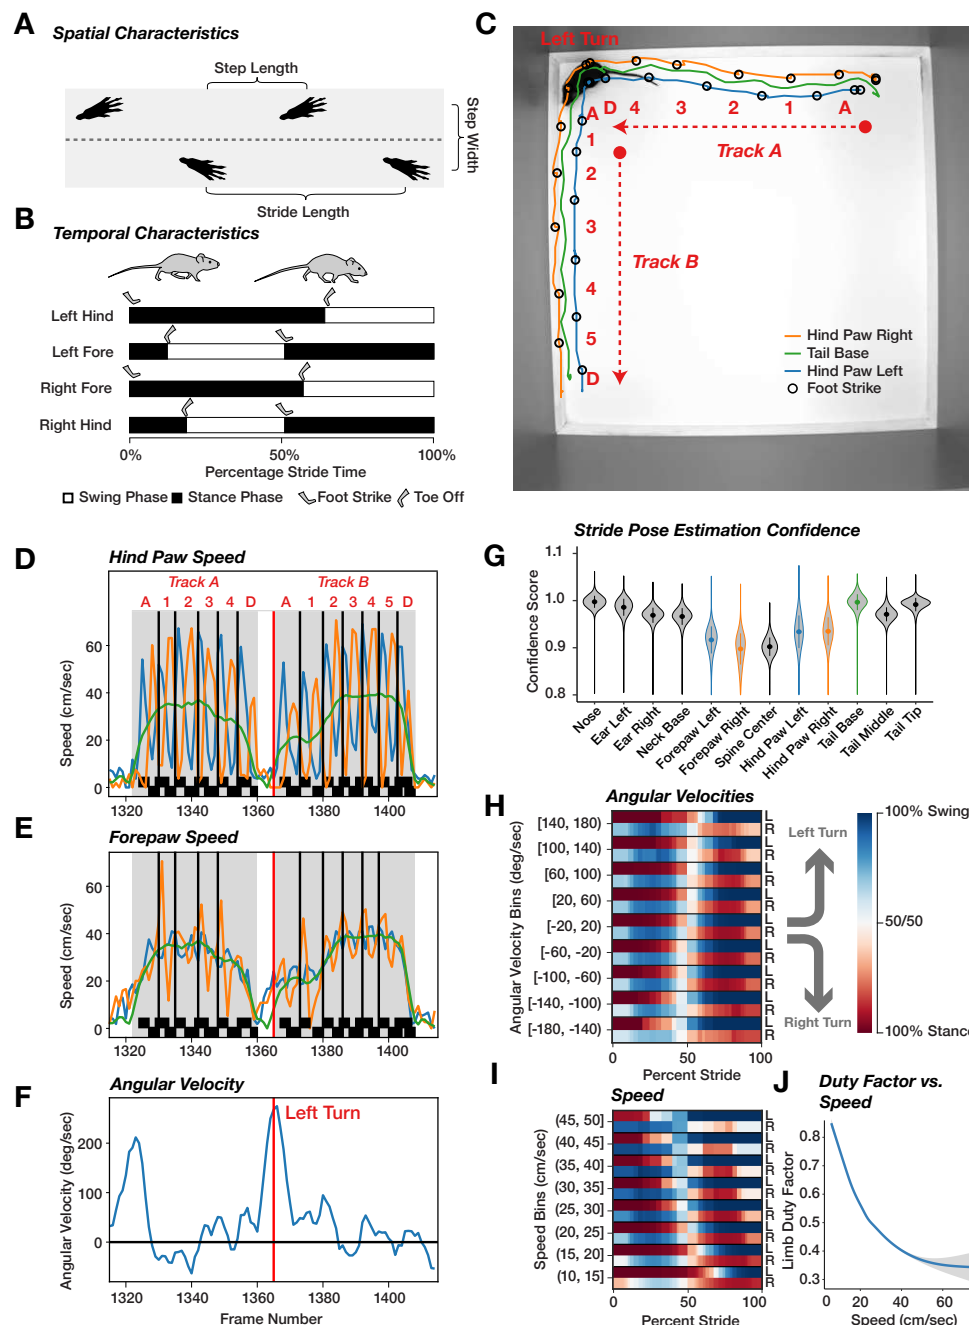 A
Spatial Characteristics
Step Length
Step Width
Stride Length
B
Temporal Characteristics
Left Hind
Left Fore
Right Fore
Right Hind
0% 50% 100%
Percentage Stride Time
Swing Phase Stance Phase Foot Strike Toe Off
C
Left Turn
A D 4 3 2 1 A
1
2
3
4
5
D
Track A
Track B
Hind Paw Right
Tail Base
Hind Paw Left
Foot Strike
D
Hind Paw Speed
Track A Track B
A 1 2 3 4 D A 1 2 3 4 5 D
Speed (cm/sec)
60
40
20
0
1320 1340 1360 1380 1400
E
Forepaw Speed
Speed (cm/sec)
60
40
20
0
1320 1340 1360 1380 1400
F
Angular Velocity
Left Turn
Angular Velocity (deg/sec)
200
100
0
1320 1340 1360 1380 1400
Frame Number
G
Stride Pose Estimation Confidence
Confidence Score
1.1
1.0
0.9
0.8
Nose
Ear Left
Ear Right
Neck Base
Forepaw Left
Forepaw Right
Spine Center
Hind Paw Left
Hind Paw Right
Tail Base
Tail Middle
Tail Tip
H
Angular Velocities
Angular Velocity Bins (deg/sec)
[140, 180) L R
[100, 140) L R
[60, 100) L R
[20, 60) L R
[-20, 20) L R
[-60, -20) L R
[-100, -60) L R
[-140, -100) L R
[-180, -140) L R
0 50 100
Percent Stride
Left Turn
Right Turn
100% Swing
50/50
100% Stance
I
Speed
Speed Bins (cm/sec)
(45, 50] L R
(40, 45] L R
(35, 40] L R
(30, 35] L R
(25, 30] L R
(20, 25] L R
(15, 20] L R
(10, 15] L R
0 50 100
Percent Stride
J
Duty Factor vs.
Speed
Limb Duty Factor
0.8
0.7
0.6
0.5
0.4
0.3
0 20 40 60
Speed (cm/sec)